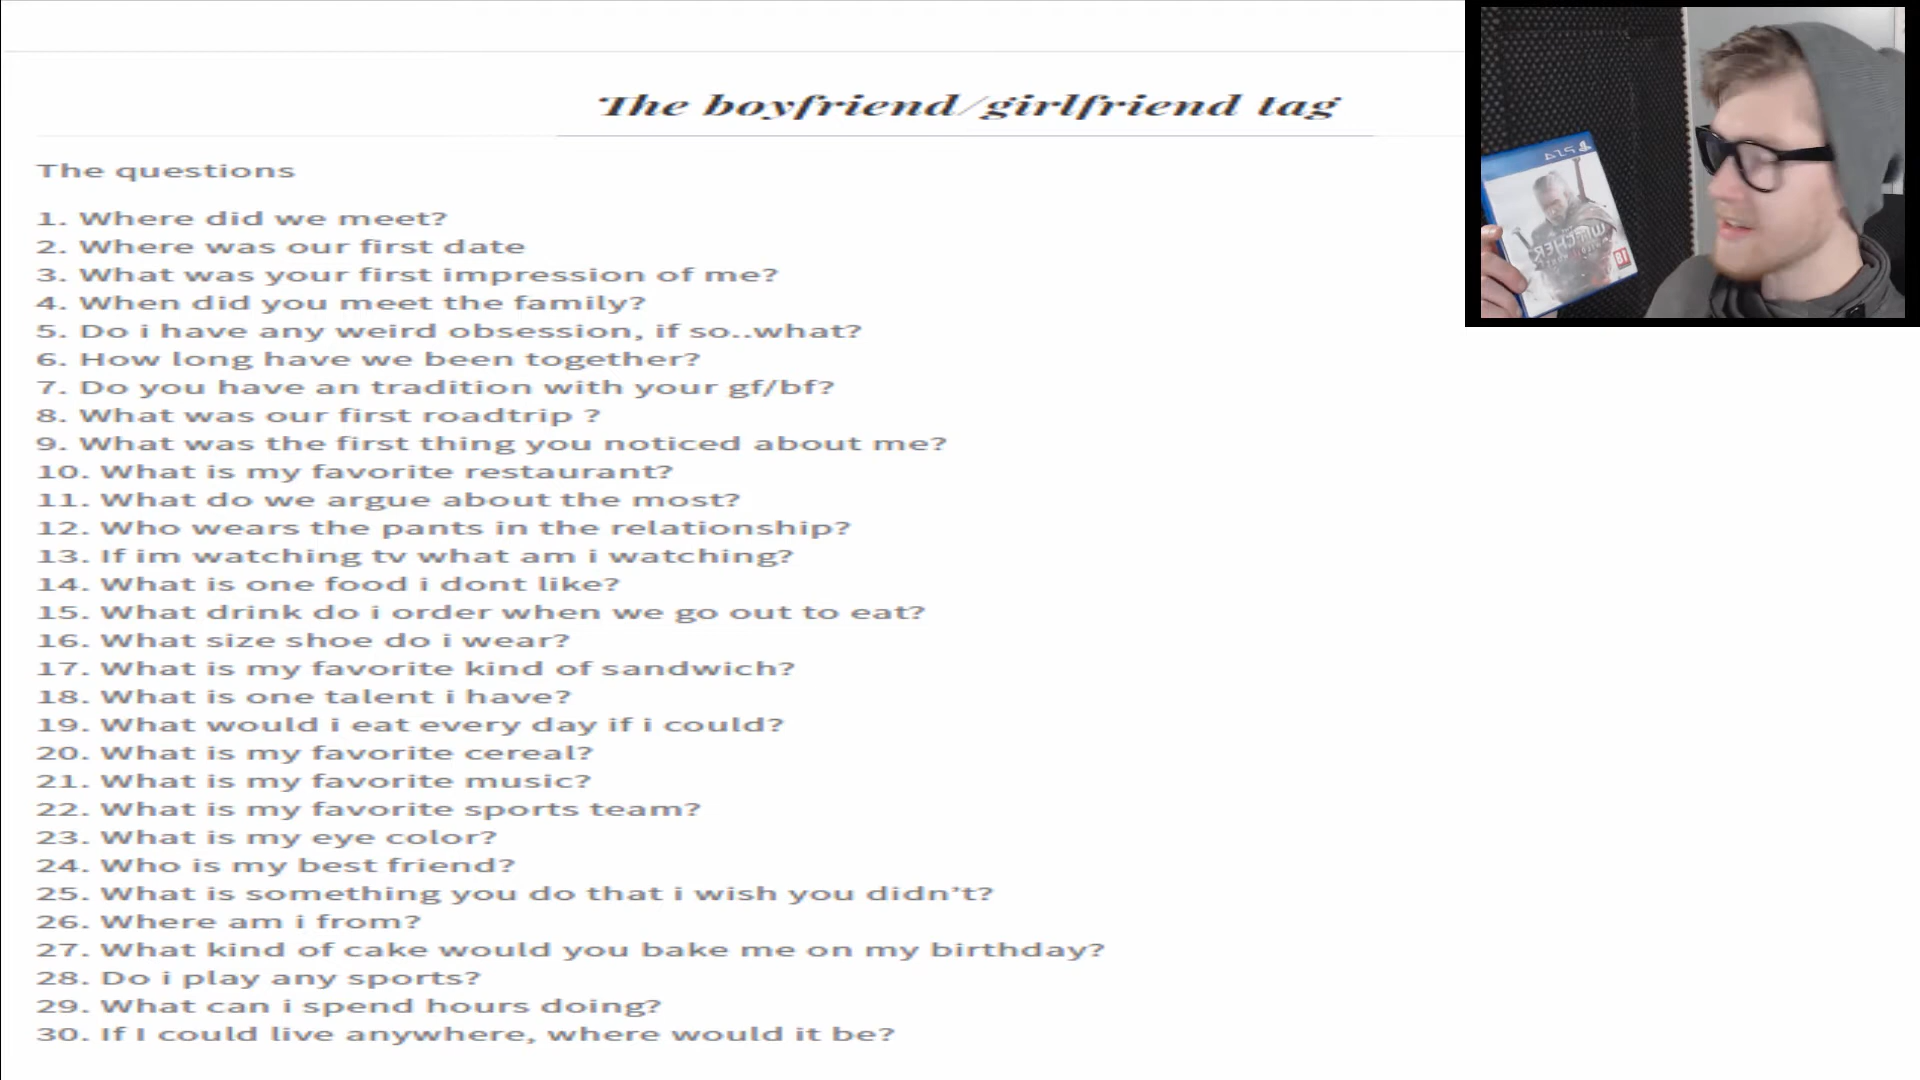 The boyfriend/girlfriend tag
The questions
1. Where did we meet?
2. Where was our first date
3. What was your first impression of me?
4. When did you meet the family?
5. Do i have any weird obsession, if so..what?
6. How long have we been together?
7. Do you have an tradition with your gf/bf?
8. What was our first roadtrip ?
9. What was the first thing you noticed about me?
10. What is my favorite restaurant?
11. What do we argue about the most?
12. Who wears the pants in the relationship?
13. If im watching tv what am i watching?
14. What is one food i dont like?
15. What drink do i order when we go out to eat?
16. What size shoe do i wear?
17. What is my favorite kind of sandwich?
18. What is one talent i have?
19. What would i eat every day if i could?
20. What is my favorite cereal?
21. What is my favorite music?
22. What is my favorite sports team?
23. What is my eye color?
24. Who is my best friend?
25. What is something you do that i wish you didn’t?
26. Where am i from?
27. What kind of cake would you bake me on my birthday?
28. Do i play any sports?
29. What can i spend hours doing?
30. If I could live anywhere, where would it be?
PS4
WITCHER
18